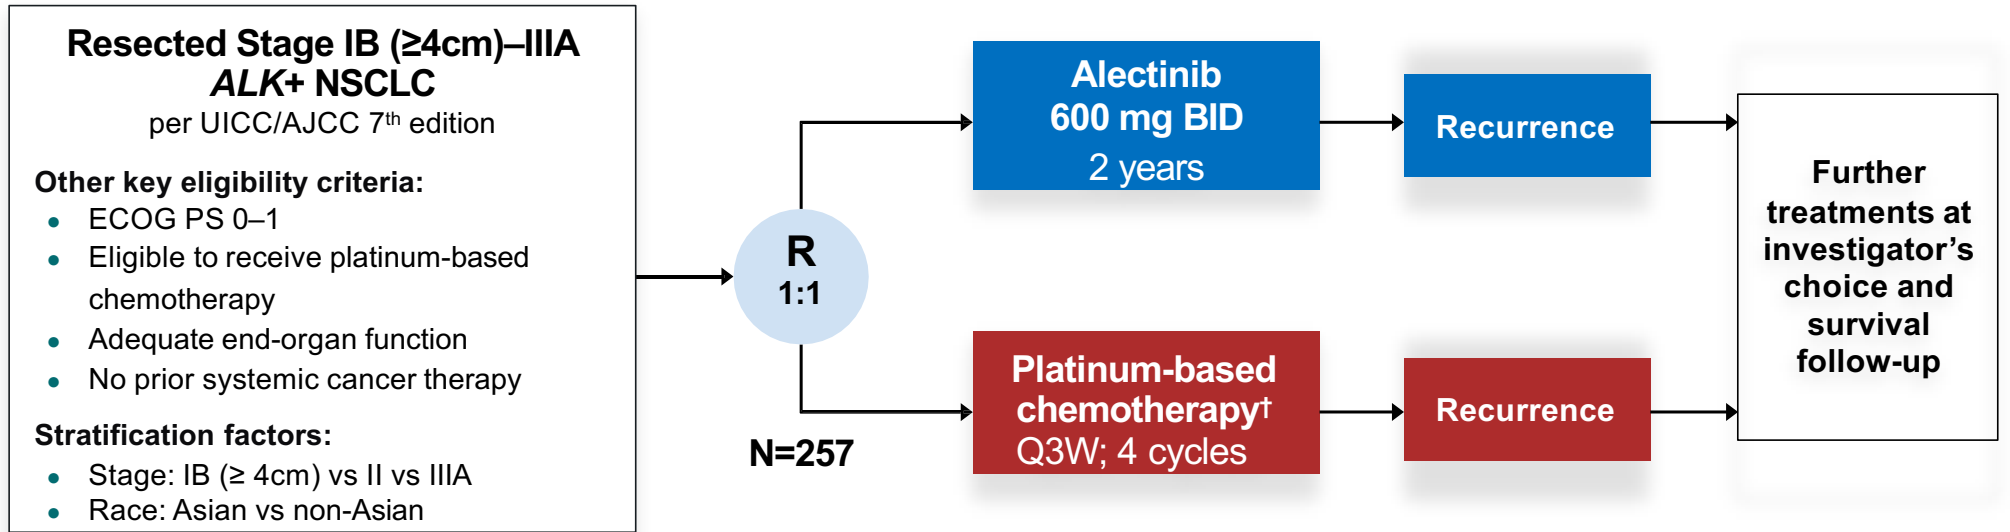 Resected Stage IB (≥4cm)–IIIA
ALK+ NSCLC
per UICC/AJCC 7th edition
Other key eligibility criteria:
• ECOG PS 0–1
• Eligible to receive platinum-based
chemotherapy
• Adequate end-organ function
• No prior systemic cancer therapy
Stratification factors:
• Stage: IB (≥ 4cm) vs II vs IIIA
• Race: Asian vs non-Asian
R
1:1
N=257
Alectinib
600 mg BID
2 years
Recurrence
Platinum-based
chemotherapy†
Q3W; 4 cycles
Recurrence
Further
treatments at
investigator’s
choice and
survival
follow-up